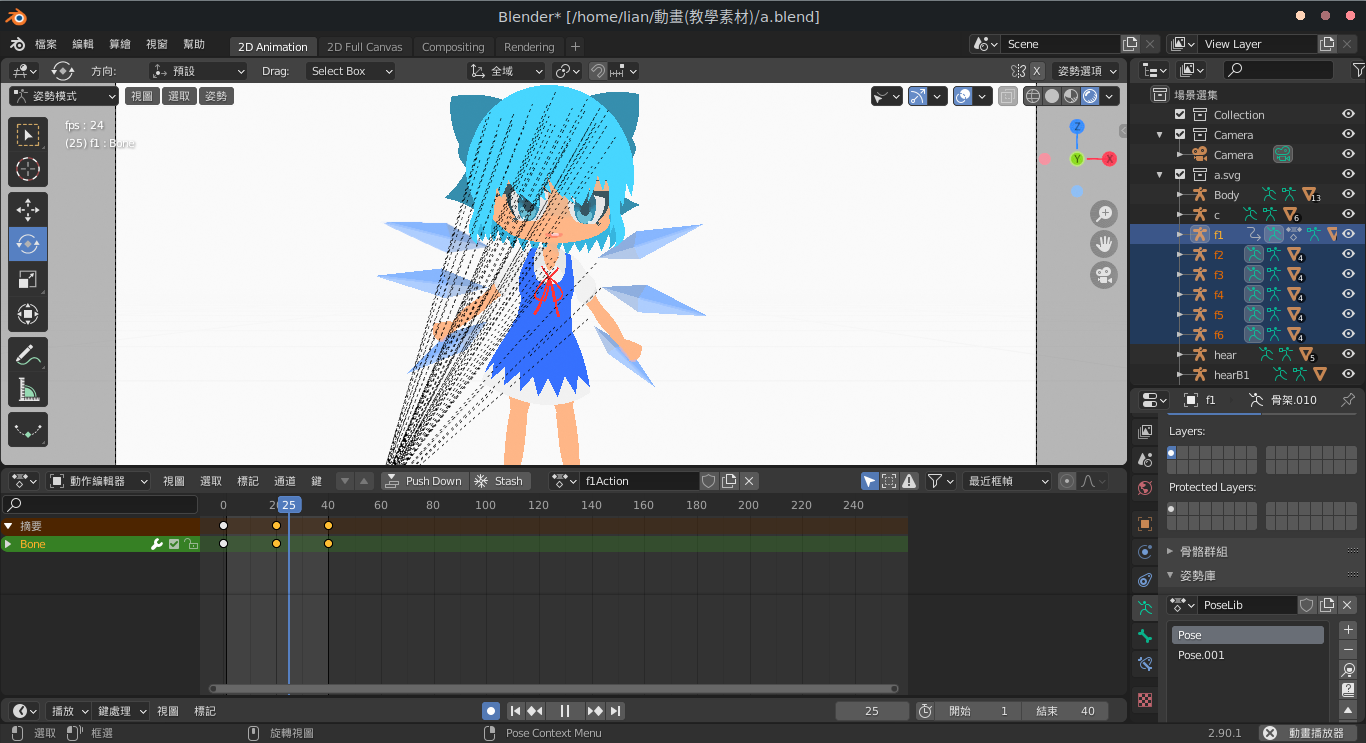 Blender* [/home/lian/動畫(教學素材)/a.blend]
檔案 編輯 算繪 視窗 幫助 2D Animation 2D Full Canvas Compositing Rendering + Scene View Layer
方向: 預設 Drag: Select Box 全域 X 姿勢選項
姿勢模式 視圖 選取 姿勢
fps : 24
(25) f1 : Bone
Z
Y X
場景選集
Collection
Camera
Camera
a.svg
Body 13
c 6
f1
f2 4
f3 4
f4 4
f5 4
f6 4
hear 5
hearB1
f1 骨架.010
Layers:
Protected Layers:
骨骼群組
姿勢庫
PoseLib
Pose
Pose.001
動作編輯器 視圖 選取 標記 通道 鍵 Push Down Stash f1Action 最近框幀
0 20 25 40 60 80 100 120 140 160 180 200 220 240
摘要
Bone
播放 鍵處理 視圖 標記 25 開始 1 結束 40
選取 框選 旋轉視圖 Pose Context Menu 2.90.1 動畫播放器